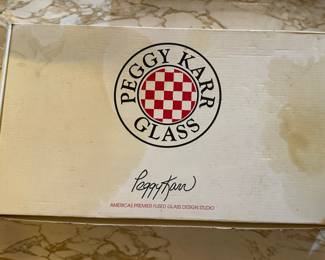 PEGGY KARR
GLASS
Peggy Karr
AMERICA'S PREMIER FUSED GLASS DESIGN STUDIO